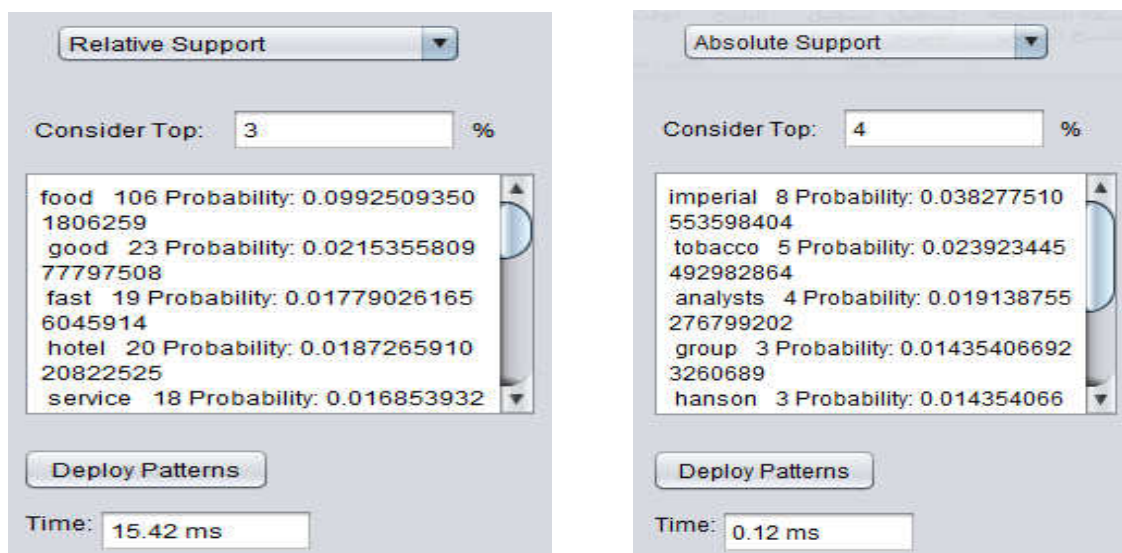 Relative Support
Consider Top: 3 %
food 106 Probability: 0.0992509350
1806259
good 23 Probability: 0.0215355809
77797508
fast 19 Probability: 0.01779026165
6045914
hotel 20 Probability: 0.0187265910
20822525
service 18 Probability: 0.016853932
Deploy Patterns
Time: 15.42 ms
Absolute Support
Consider Top: 4 %
imperial 8 Probability: 0.038277510
553598404
tobacco 5 Probability: 0.023923445
492982864
analysts 4 Probability: 0.019138755
276799202
group 3 Probability: 0.01435406692
3260689
hanson 3 Probability: 0.014354066
Deploy Patterns
Time: 0.12 ms